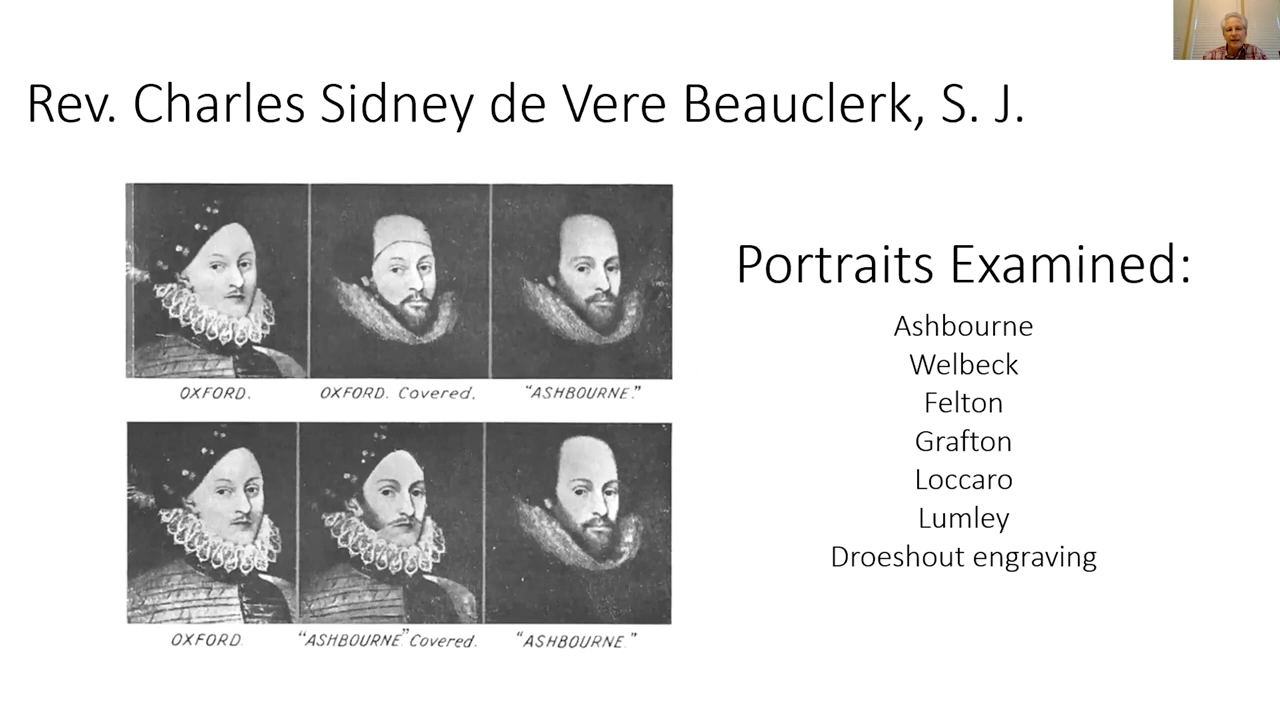 Rev. Charles Sidney de Vere Beauclerk, S. J.
OXFORD. OXFORD. Covered. "ASHBOURNE."
OXFORD. "ASHBOURNE." Covered. "ASHBOURNE."
Portraits Examined:
Ashbourne
Welbeck
Felton
Grafton
Loccaro
Lumley
Droeshout engraving